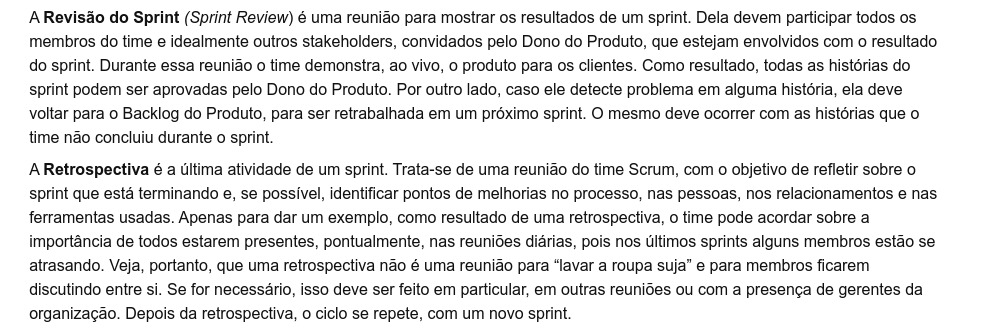 A Revisão do Sprint (Sprint Review) é uma reunião para mostrar os resultados de um sprint. Dela devem participar todos os
membros do time e idealmente outros stakeholders, convidados pelo Dono do Produto, que estejam envolvidos com o resultado
do sprint. Durante essa reunião o time demonstra, ao vivo, o produto para os clientes. Como resultado, todas as histórias do
sprint podem ser aprovadas pelo Dono do Produto. Por outro lado, caso ele detecte problema em alguma história, ela deve
voltar para o Backlog do Produto, para ser retrabalhada em um próximo sprint. O mesmo deve ocorrer com as histórias que o
time não concluiu durante o sprint.
A Retrospectiva é a última atividade de um sprint. Trata-se de uma reunião do time Scrum, com o objetivo de refletir sobre o
sprint que está terminando e, se possível, identificar pontos de melhorias no processo, nas pessoas, nos relacionamentos e nas
ferramentas usadas. Apenas para dar um exemplo, como resultado de uma retrospectiva, o time pode acordar sobre a
importância de todos estarem presentes, pontualmente, nas reuniões diárias, pois nos últimos sprints alguns membros estão se
atrasando. Veja, portanto, que uma retrospectiva não é uma reunião para “lavar a roupa suja” e para membros ficarem
discutindo entre si. Se for necessário, isso deve ser feito em particular, em outras reuniões ou com a presença de gerentes da
organização. Depois da retrospectiva, o ciclo se repete, com um novo sprint.